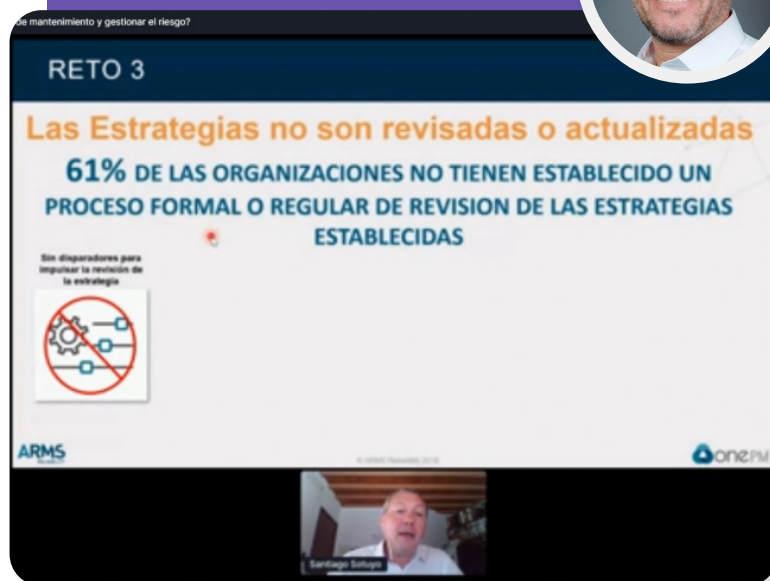 de mantenimiento y gestionar el riesgo?
RETO 3
Las Estrategias no son revisadas o actualizadas
61% DE LAS ORGANIZACIONES NO TIENEN ESTABLECIDO UN
PROCESO FORMAL O REGULAR DE REVISION DE LAS ESTRATEGIAS
ESTABLECIDAS
Sin disparadores para
impulsar la revisión de
la estrategia
ARMS
onePM
Santiago Sotuyo